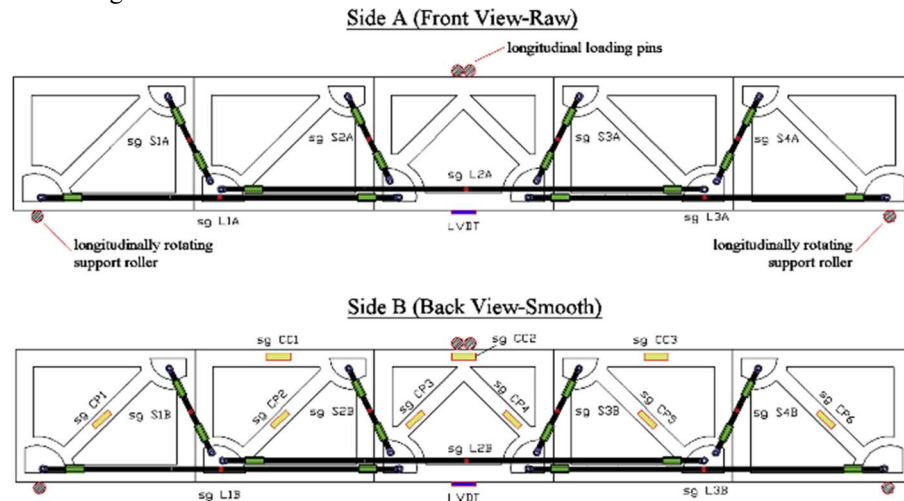 Side A (Front View-Raw)
longitudinal loading pins
sg S1A
sg S2A
sg S3A
sg S4A
sg L2A
sg L1A
sg L3A
LVDT
longitudinally rotating
support roller
longitudinally rotating
support roller
Side B (Back View-Smooth)
sg CC1
sg CC2
sg CC3
sg CP1
sg S1B
sg CP2
sg S2B
sg CP3
sg CP4
sg S3B
sg CP5
sg S4B
sg CP6
sg L2B
sg L1B
sg L3B
LVDT